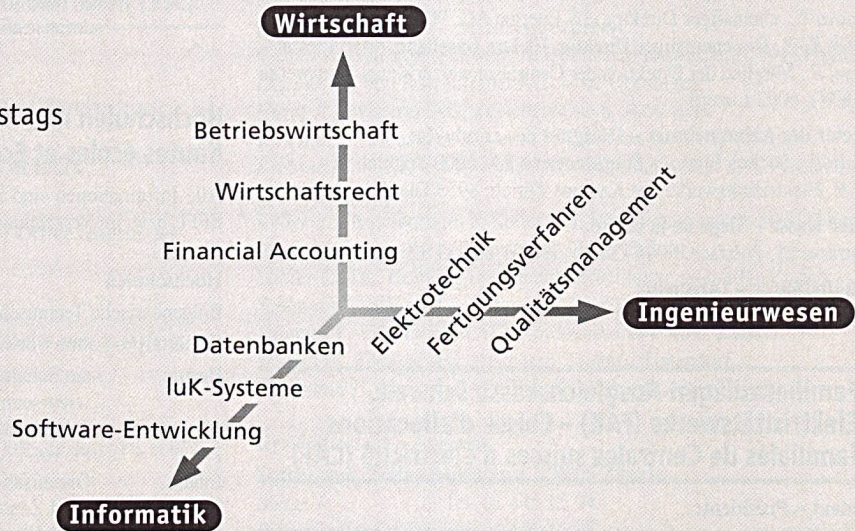 Wirtschaft
stags
Betriebswirtschaft
Wirtschaftsrecht
Financial Accounting
Elektrotechnik
Fertigungsverfahren
Qualitätsmanagement
Ingenieurwesen
Datenbanken
IuK-Systeme
Software-Entwicklung
Informatik